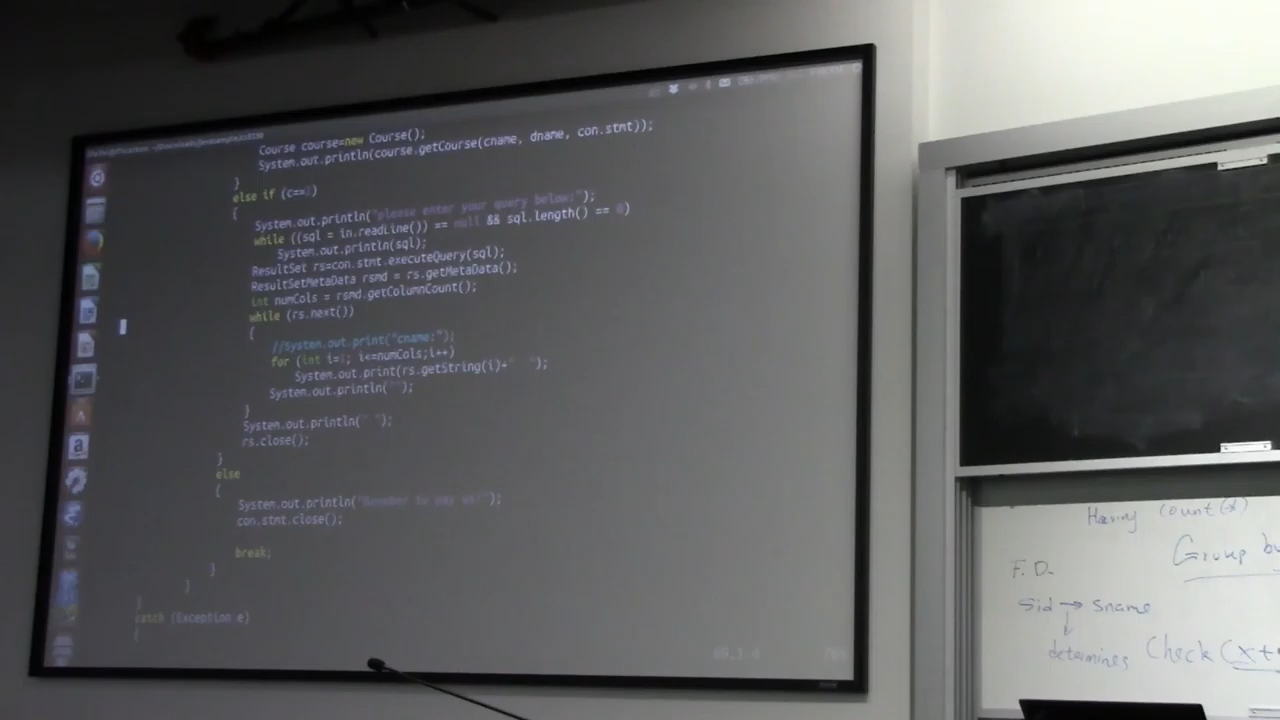 Course course=new Course();
System.out.println(course.getCourse(cname, dname, con.stmt));
}
else if (c==
{
System.out.println("please enter your query below:");
while ((sql = in.readLine()) == null && sql.length() == 0)
System.out.println(sql);
ResultSet rs=con.stmt.executeQuery(sql);
ResultSetMetaData rsmd = rs.getMetaData();
int numCols = rsmd.getColumnCount();
while (rs.next())
{
//System.out.print("cname:");
for (int i=1; i<=numCols;i++)
System.out.print(rs.getString(i)+" ");
System.out.println("");
}
System.out.println(" ");
rs.close();
}
else
{
System.out.println("
con.stmt.close();
break;
}
}
}
catch (Exception e)
{
Having count(*)
Group by
F.D.
Sid → sname
↓
determines Check (x+